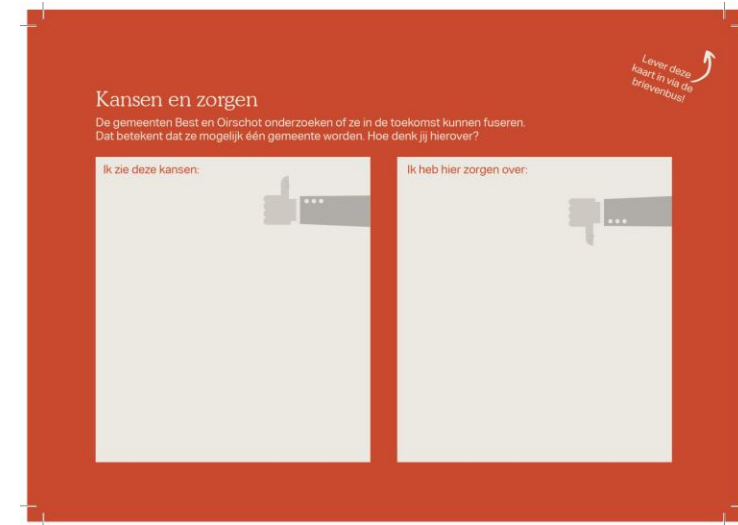 Lever deze
kaart in via de
brievenbus!
Kansen en zorgen
De gemeenten Best en Oirschot onderzoeken of ze in de toekomst kunnen fuseren.
Dat betekent dat ze mogelijk één gemeente worden. Hoe denk jij hierover?
Ik zie deze kansen:
Ik heb hier zorgen over: